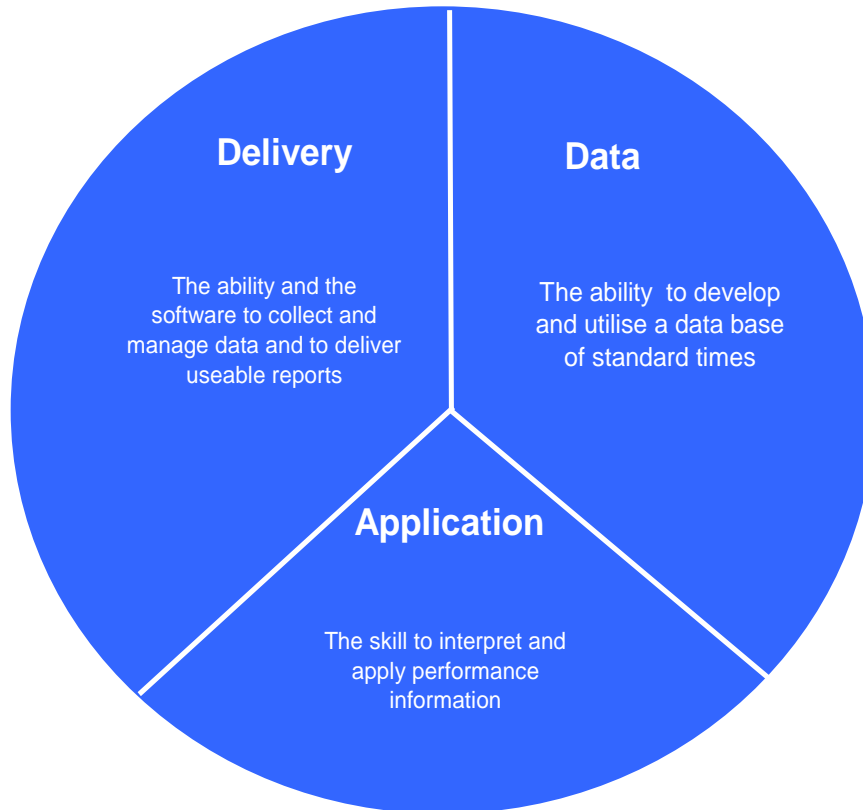 Delivery
The ability and the
software to collect and
manage data and to deliver
useable reports
Data
The ability  to develop
and utilise a data base
of standard times
Application
The skill to interpret and
apply performance
information